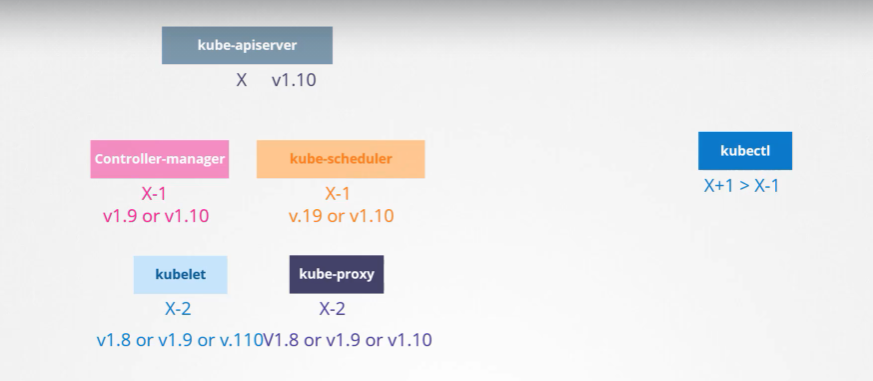 kube-apiserver
X v1.10
Controller-manager
kube-scheduler
kubectl
X-1
X-1
X+1 > X-1
v1.9 or v1.10
v.19 or v1.10
kubelet
kube-proxy
X-2
X-2
v1.8 or v1.9 or v.110
V1.8 or v1.9 or v1.10